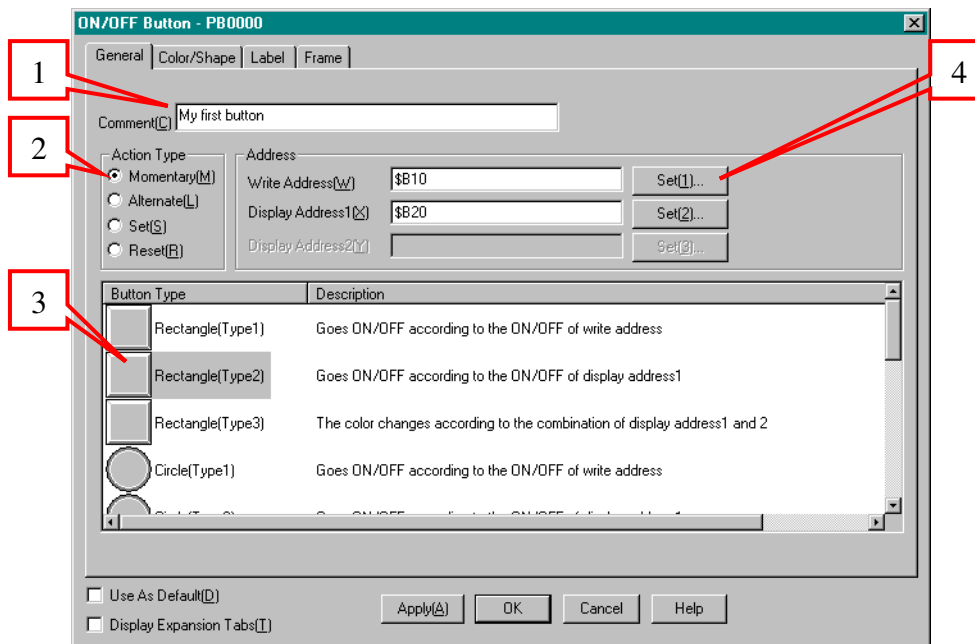 ON/OFF Button - PB0000
General Color/Shape Label Frame
1
4
Comment(C) My first button
2
Action Type
Momentary(M)
Alternate(L)
Set(S)
Reset(R)
Address
Write Address(W) $B10 Set(1)...
Display Address1(X) $B20 Set(2)...
Display Address2(Y) Set(3)...
3
Button Type Description
Rectangle(Type1) Goes ON/OFF according to the ON/OFF of write address
Rectangle(Type2) Goes ON/OFF according to the ON/OFF of display address1
Rectangle(Type3) The color changes according to the combination of display address1 and 2
Circle(Type1) Goes ON/OFF according to the ON/OFF of write address
Use As Default(D)
Display Expansion Tabs(T)
Apply(A) OK Cancel Help